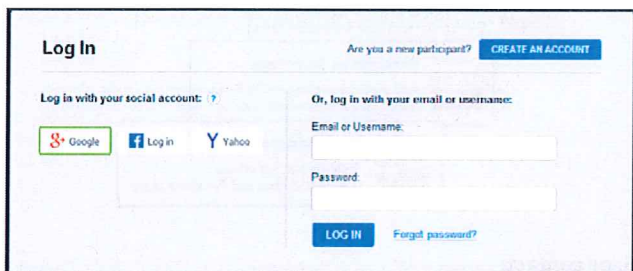 Log In
Are you a new participant? CREATE AN ACCOUNT
Log in with your social account: ?
8+ Google
f Log in
Y Yahoo
Or, log in with your email or username:
Email or Username:
Password:
LOG IN Forgot password?